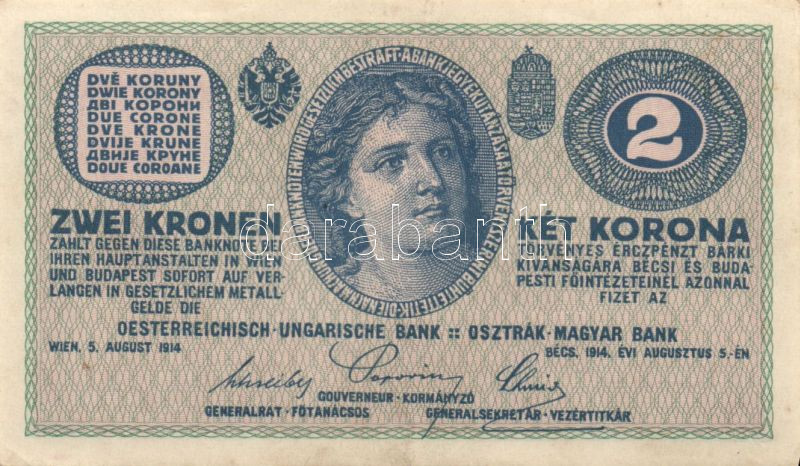 DVĚ KORUNY
DWIE KORONY
ДВІ КОРОНИ
DUE CORONE
DVE KRONE
DVIJE KRUNE
ДВИЈЕ КРУНЕ
DOUE COROANE
2
ZWEI KRONEN
ZAHLT GEGEN DIESE BANKNOTE BEI
IHREN HAUPTANSTALTEN IN WIEN
UND BUDAPEST SOFORT AUF VER-
LANGEN IN GESETZLICHEM METALL-
GELDE DIE
KÉT KORONA
TÖRVÉNYES ÉRCZPÉNZT BÁRKI
KIVÁNSÁGÁRA BÉCSI ÉS BUDA-
PESTI FŐINTÉZETEINÉL AZONNAL
FIZET AZ
darabanth
OESTERREICHISCH-UNGARISCHE BANK :: OSZTRÁK-MAGYAR BANK
WIEN, 5. AUGUST 1914
BÉCS, 1914. ÉVI AUGUSZTUS 5.-ÉN
GOUVERNEUR · KORMÁNYZÓ
GENERALRAT · FŐTANÁCSOS
GENERALSEKRETÄR · VEZÉRTITKÁR